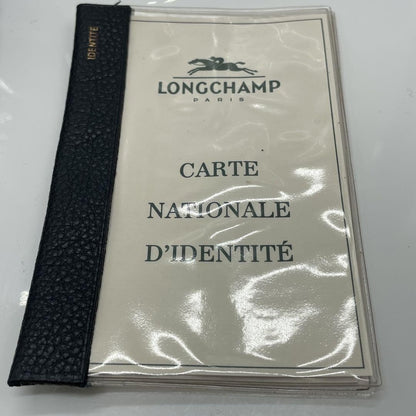 IDENTITÉ
LONGCHAMP
PARIS
CARTE
NATIONALE
D'IDENTITÉ